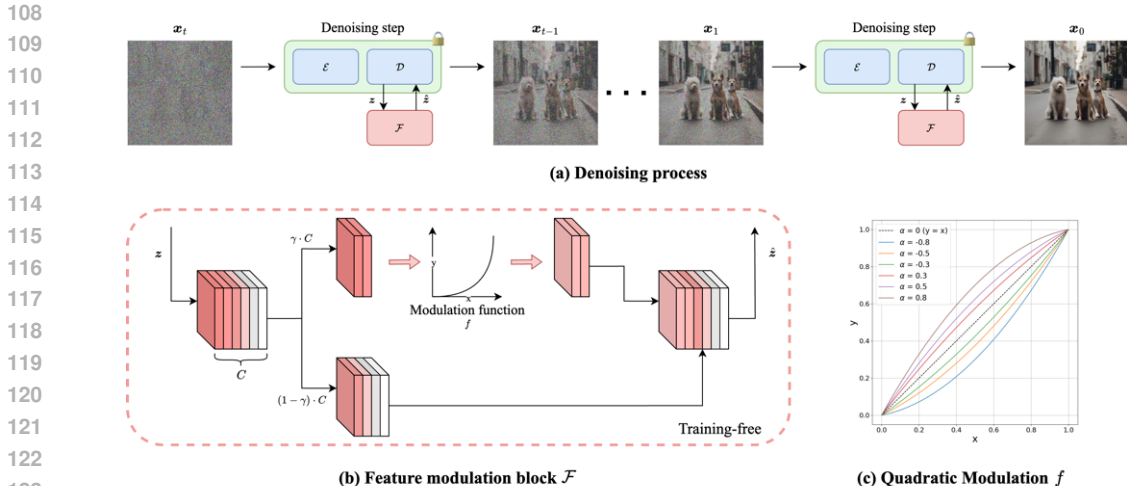 108
109
110
111
112
113
114
115
116
117
118
119
120
121
122
x_t
Denoising step
x_{t-1}
x_1
Denoising step
x_0
ℰ
𝒟
ℰ
𝒟
z
ẑ
z
ẑ
ℱ
ℱ
(a) Denoising process
z
γ · C
y
x
Modulation function
f
ẑ
C
(1−γ) · C
Training-free
(b) Feature modulation block ℱ
1.0
0.8
0.6
0.4
0.2
0.0
y
α = 0 (y = x)
α = -0.8
α = -0.5
α = -0.3
α = 0.3
α = 0.5
α = 0.8
0.0 0.2 0.4 0.6 0.8 1.0
x
(c) Quadratic Modulation f